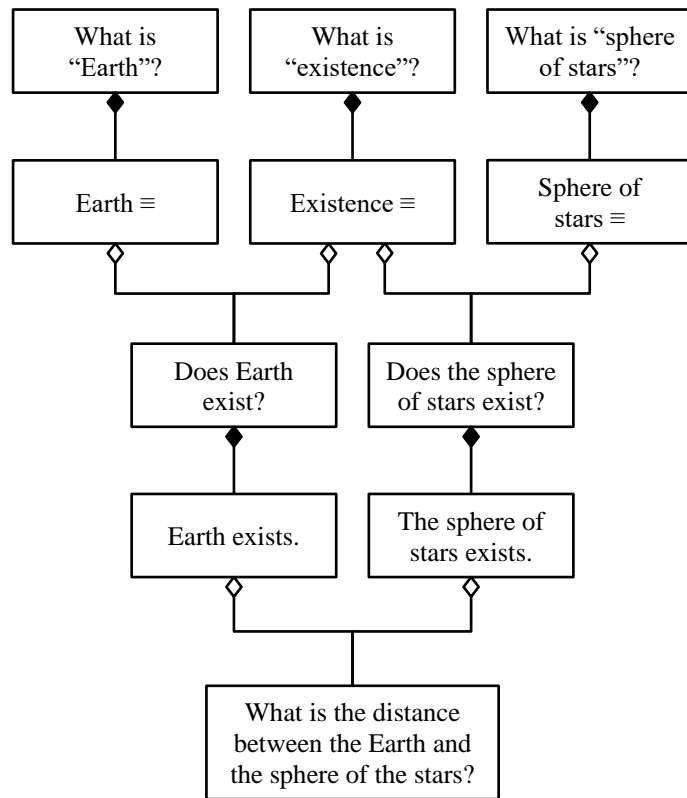 What is
“Earth”?
What is
“existence”?
What is “sphere
of stars”?
Earth ≡
Existence ≡
Sphere of
stars ≡
Does Earth
exist?
Does the sphere
of stars exist?
Earth exists.
The sphere of
stars exists.
What is the distance
between the Earth and
the sphere of the stars?